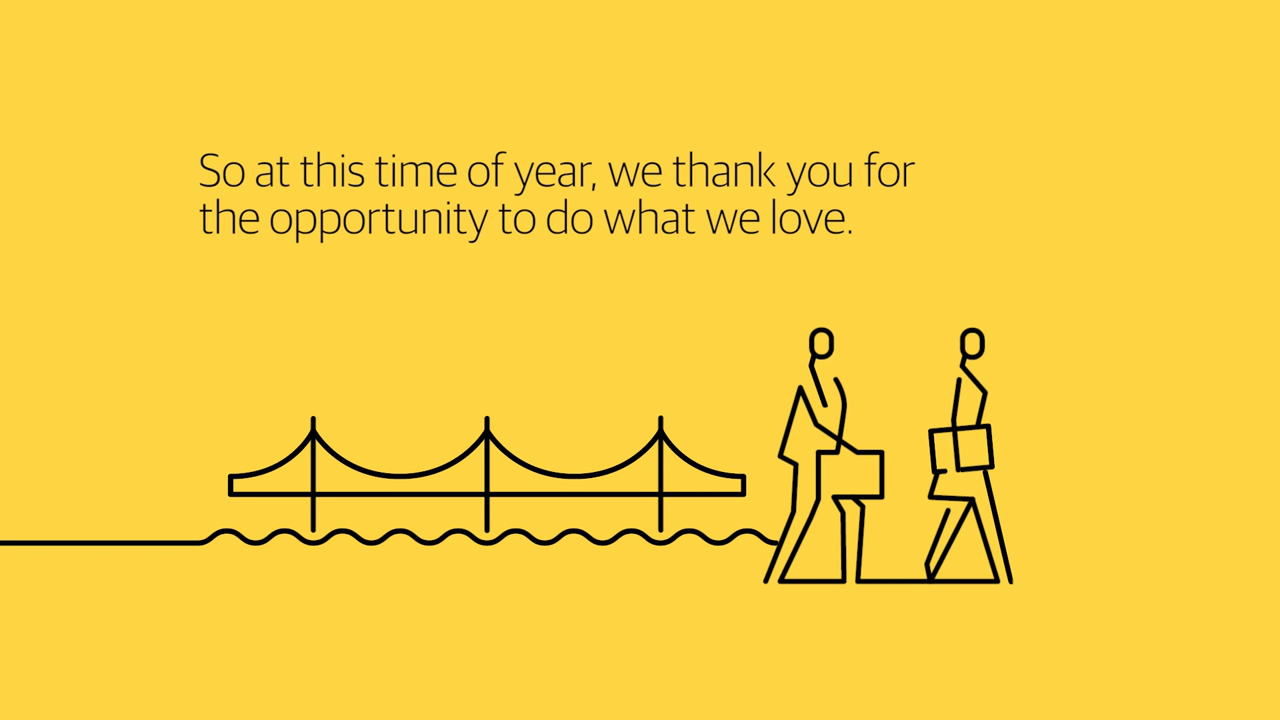 So at this time of year, we thank you for
the opportunity to do what we love.